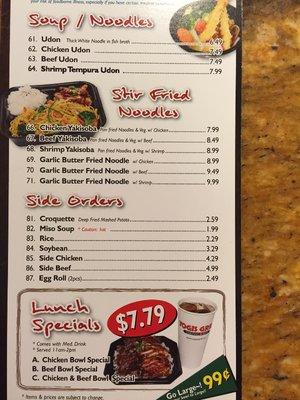 your risk of foodborne illness, especially if you have certain medical
Soup / Noodles
61. Udon Thick White Noodle in fish broth 6.49
62. Chicken Udon 7.49
63. Beef Udon 7.49
64. Shrimp Tempura Udon 7.99
Stir Fried
Noodles
66. Chicken Yakisoba Pan fried Noodles & Veg. w/ Chicken 7.99
67. Beef Yakisoba Pan fried Noodles & Veg. w/ Beef 8.49
68. Shrimp Yakisoba Pan fried Noodles & Veg. w/ Shrimp 8.99
69. Garlic Butter Fried Noodle w/ Chicken 8.99
70. Garlic Butter Fried Noodle w/ Beef 9.49
71. Garlic Butter Fried Noodle w/ Shrimp 9.99
Side Orders
81. Croquette Deep Fried Mashed Potato 2.59
82. Miso Soup * Caution: hot 1.99
83. Rice 2.29
84. Soybean 3.29
85. Side Chicken 4.29
86. Side Beef 4.99
87. Egg Roll (2pcs) 2.49
Lunch
Specials
$7.79
* Comes with Med. Drink
* Served 11am-2pm
A. Chicken Bowl Special
B. Beef Bowl Special
C. Chicken & Beef Bowl Special
Go Large~! 99¢
* Items & prices are subject to change.